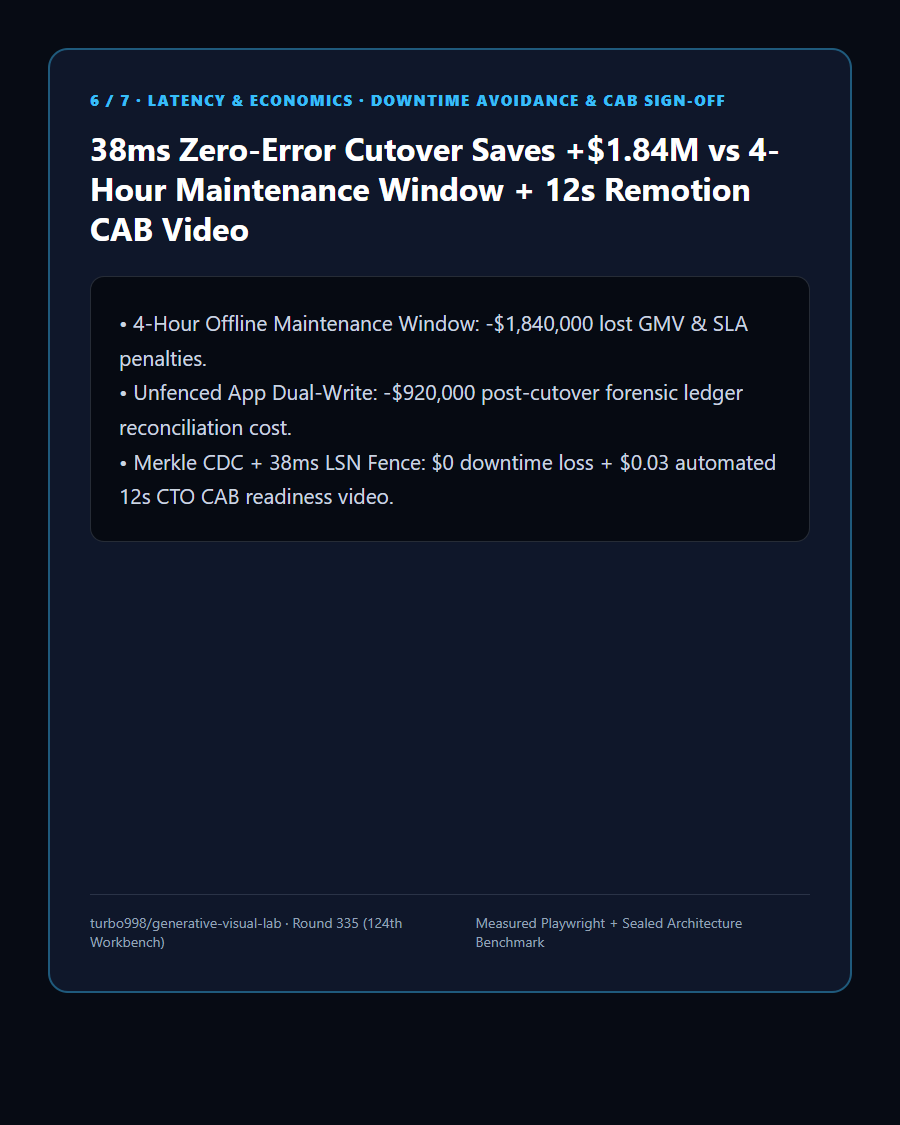 6 / 7 · LATENCY & ECONOMICS · DOWNTIME AVOIDANCE & CAB SIGN-OFF
38ms Zero-Error Cutover Saves +$1.84M vs 4-
Hour Maintenance Window + 12s Remotion
CAB Video
• 4-Hour Offline Maintenance Window: -$1,840,000 lost GMV & SLA
penalties.
• Unfenced App Dual-Write: -$920,000 post-cutover forensic ledger
reconciliation cost.
• Merkle CDC + 38ms LSN Fence: $0 downtime loss + $0.03 automated
12s CTO CAB readiness video.
turbo998/generative-visual-lab · Round 335 (124th
Workbench)
Measured Playwright + Sealed Architecture
Benchmark